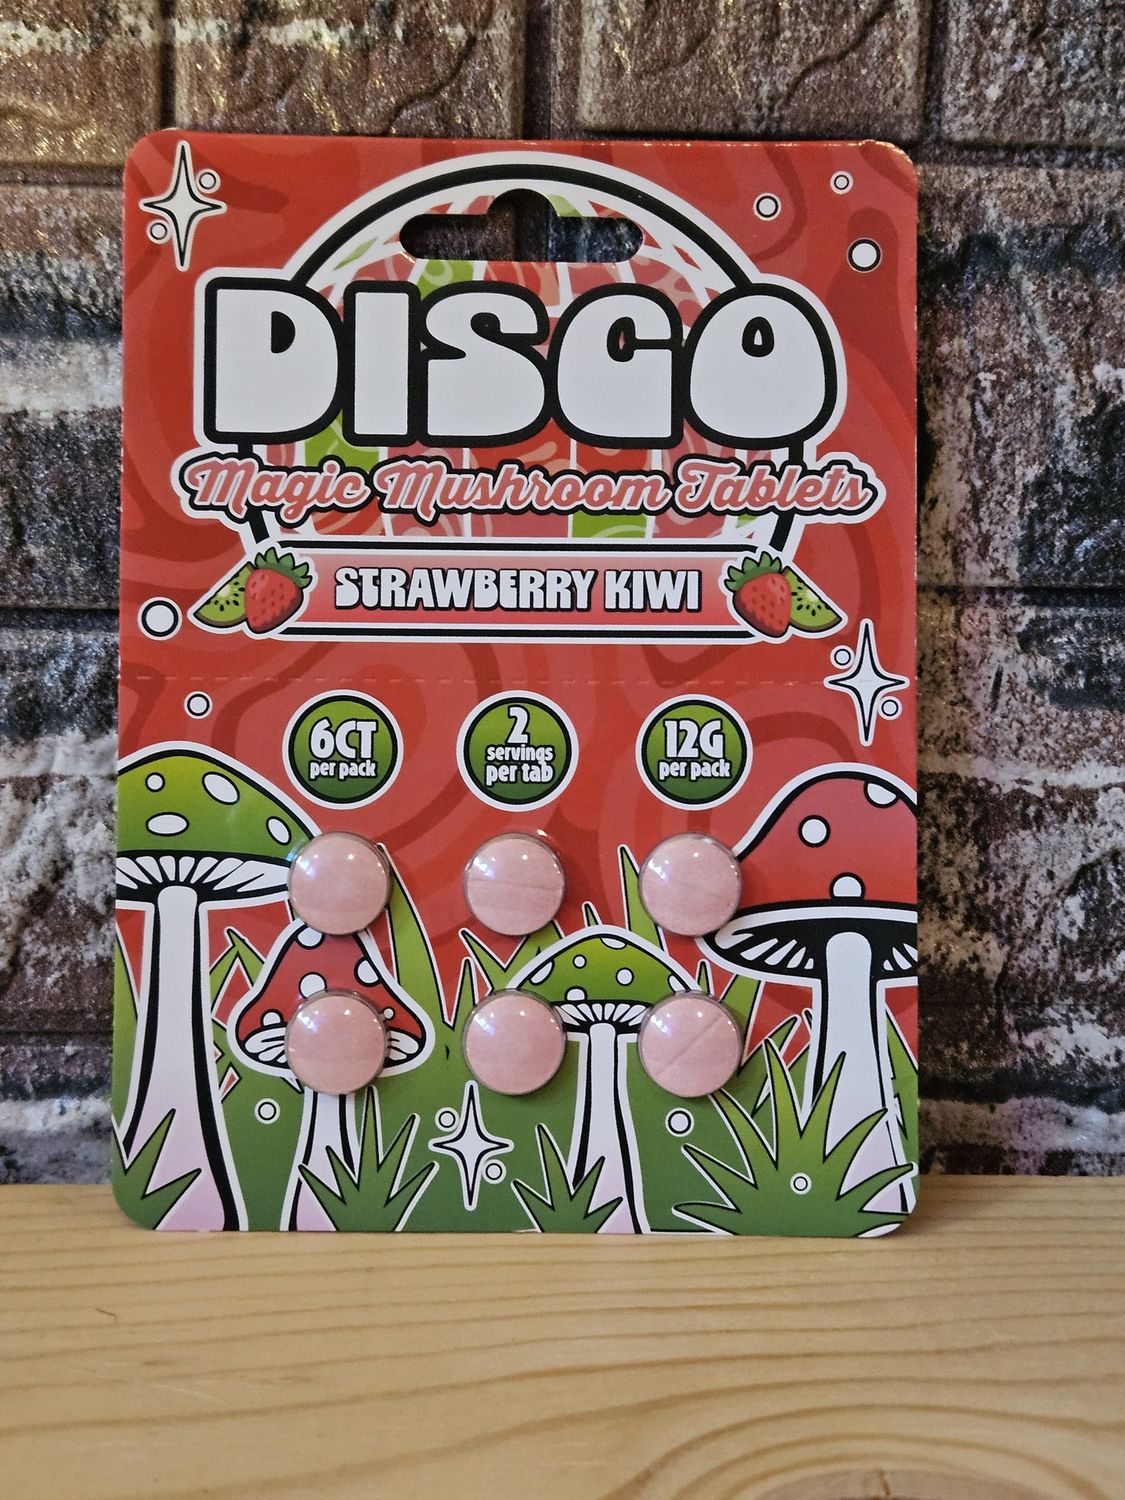 DISCO
Magic Mushroom Tablets
STRAWBERRY KIWI
6CT
per pack
2
servings
per tab
12G
per pack